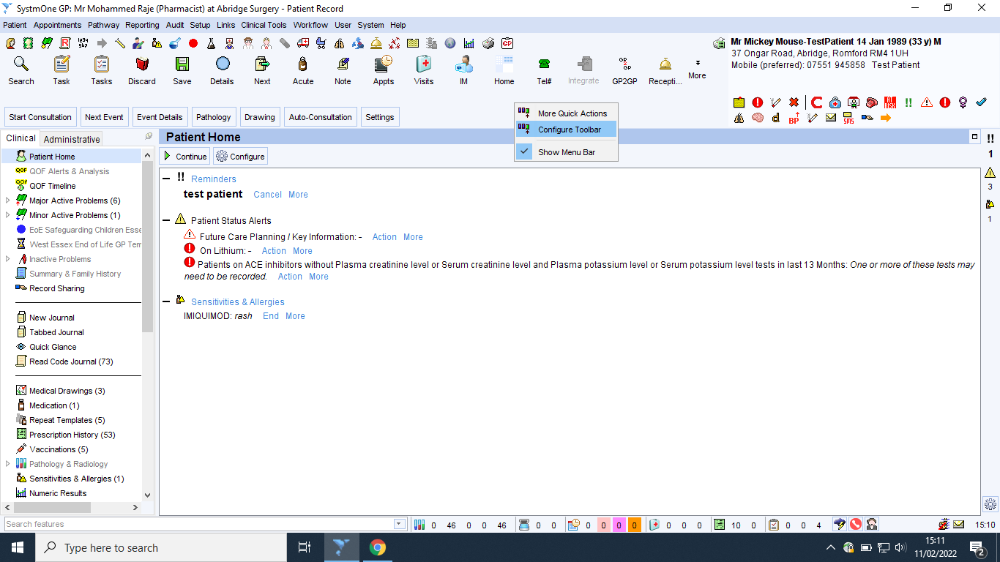 SystmOne GP: Mr Mohammed Raje (Pharmacist) at Abridge Surgery - Patient Record
Patient Appointments Pathway Reporting Audit Setup Links Clinical Tools Workflow User System Help
Mr Mickey Mouse-TestPatient 14 Jan 1989 (33 y) M
37 Ongar Road, Abridge, Romford RM4 1UH
Mobile (preferred): 07551 945858 Test Patient
Search Task Tasks Discard Save Details Next Acute Note Appts Visits IM Home Tel# Integrate GP2GP Recepti... More
Start Consultation Next Event Event Details Pathology Drawing Auto-Consultation Settings
More Quick Actions
Configure Toolbar
Show Menu Bar
Clinical Administrative
Patient Home
QOF Alerts & Analysis
QOF Timeline
Major Active Problems (6)
Minor Active Problems (1)
EoE Safeguarding Children Esse
West Essex End of Life GP Tem
Inactive Problems
Summary & Family History
Record Sharing
New Journal
Tabbed Journal
Quick Glance
Read Code Journal (73)
Medical Drawings (3)
Medication (1)
Repeat Templates (5)
Prescription History (53)
Vaccinations (5)
Pathology & Radiology
Sensitivities & Allergies (1)
Numeric Results
Patient Home
Continue Configure
Reminders
test patient Cancel More
Patient Status Alerts
Future Care Planning / Key Information: - Action More
On Lithium: - Action More
Patients on ACE inhibitors without Plasma creatinine level or Serum creatinine level and Plasma potassium level or Serum potassium level tests in last 13 Months: One or more of these tests may
need to be recorded. Action More
Sensitivities & Allergies
IMIQUIMOD: rash End More
!!
1
3
1
Search features
0 46 0 0 46 0 0 0 0 0 0 0 0 0 10 0 0 0 4 15:10
Type here to search
15:11
11/02/2022
2